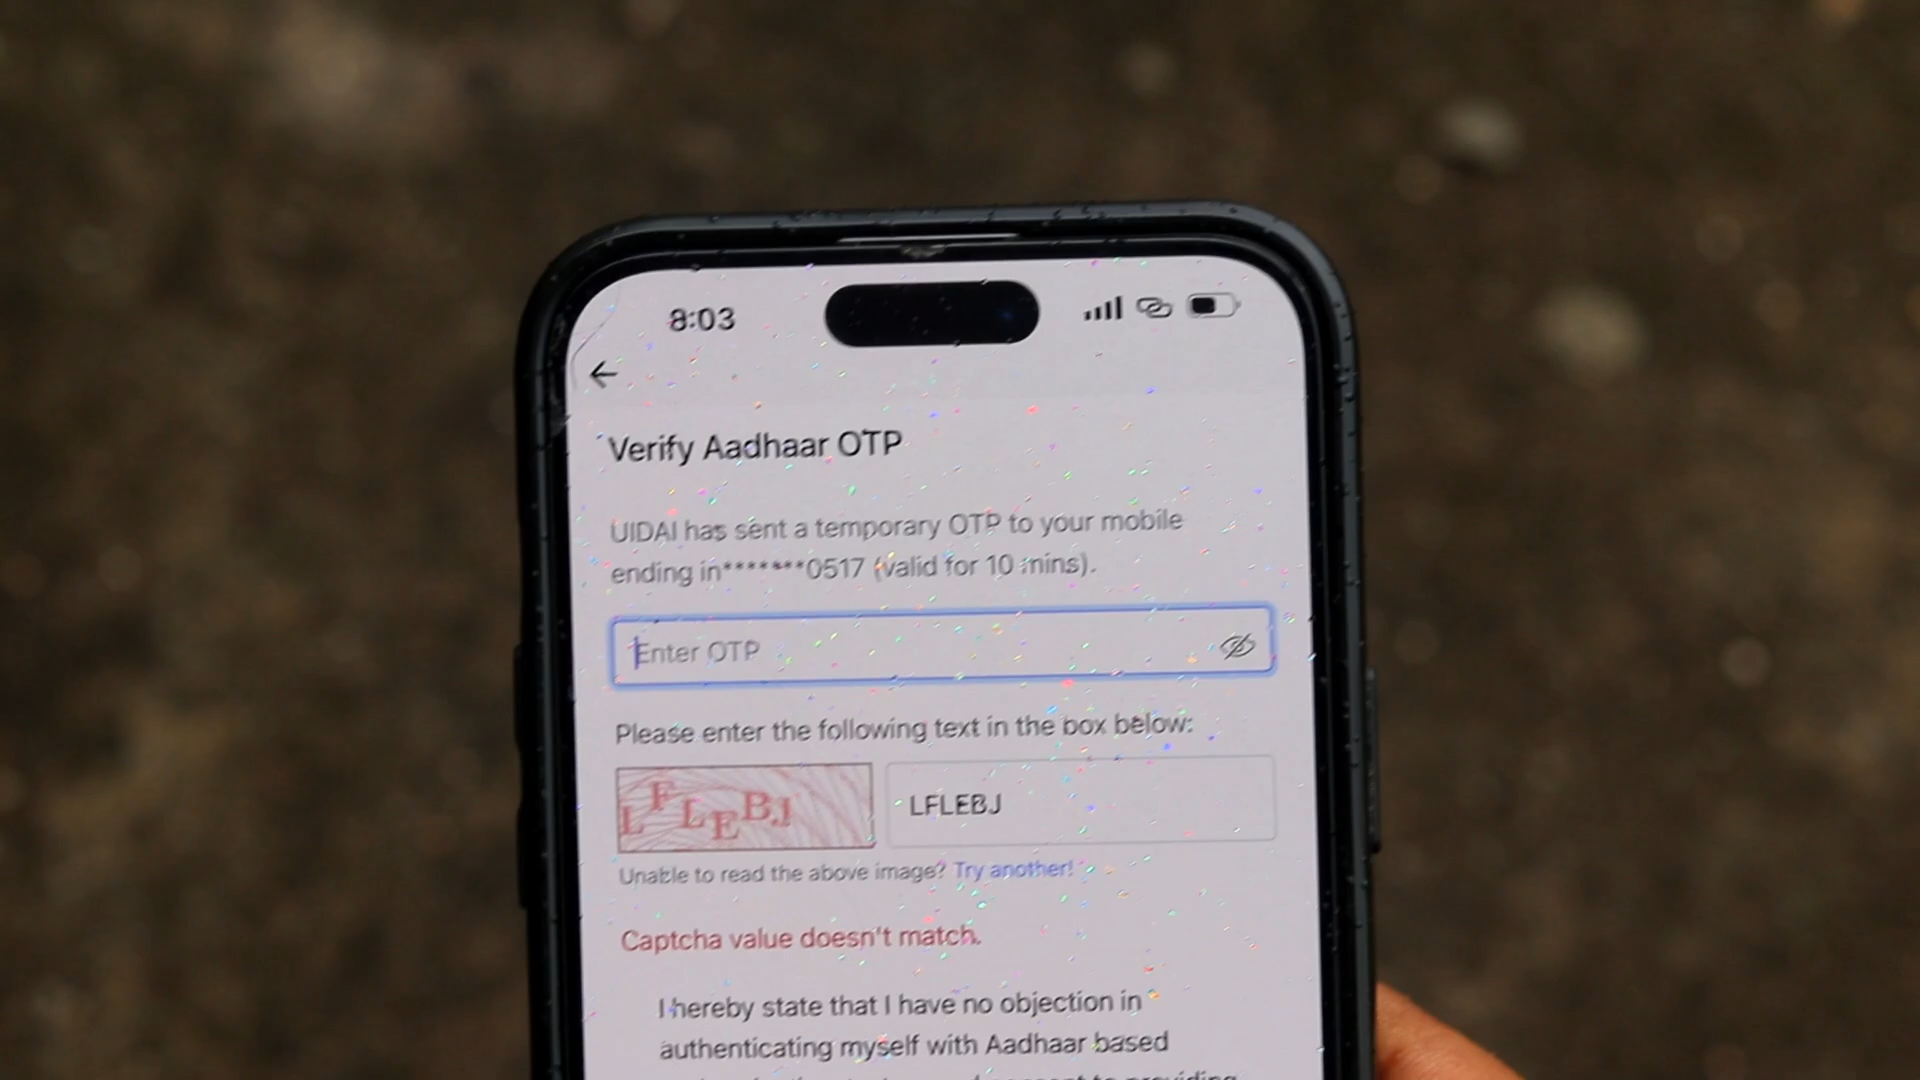 8:03
Verify Aadhaar OTP
UIDAI has sent a temporary OTP to your mobile
ending in*******0517 (valid for 10 mins).
Enter OTP
Please enter the following text in the box below:
LFLEBJ
LFLEBJ
Unable to read the above image? Try another!
Captcha value doesn't match.
I hereby state that I have no objection in
authenticating myself with Aadhaar based
to providing